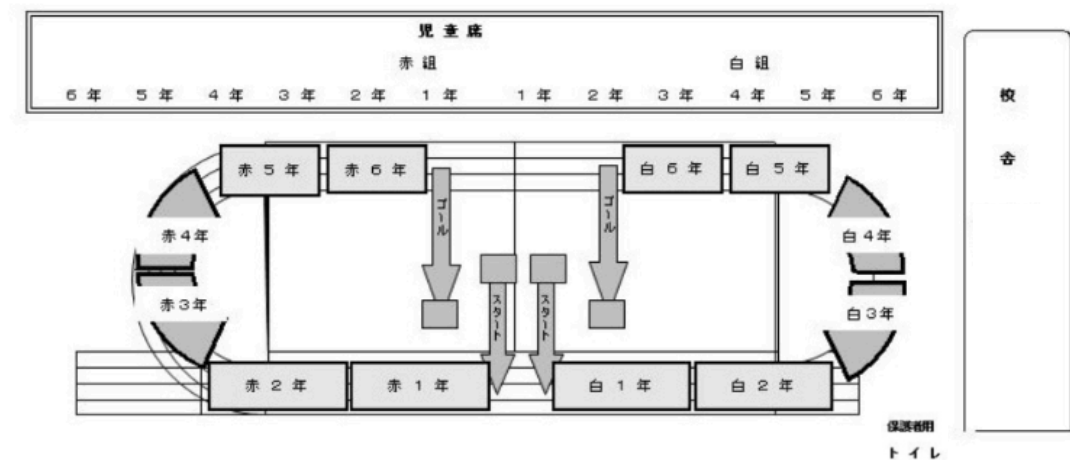 児童席
赤組 白組
6年 5年 4年 3年 2年 1年 1年 2年 3年 4年 5年 6年
校舎
赤5年 赤6年 白6年 白5年
ゴール ゴール
赤4年 白4年
赤3年 白3年
スタート スタート
赤2年 赤1年 白1年 白2年
保護者用
トイレ